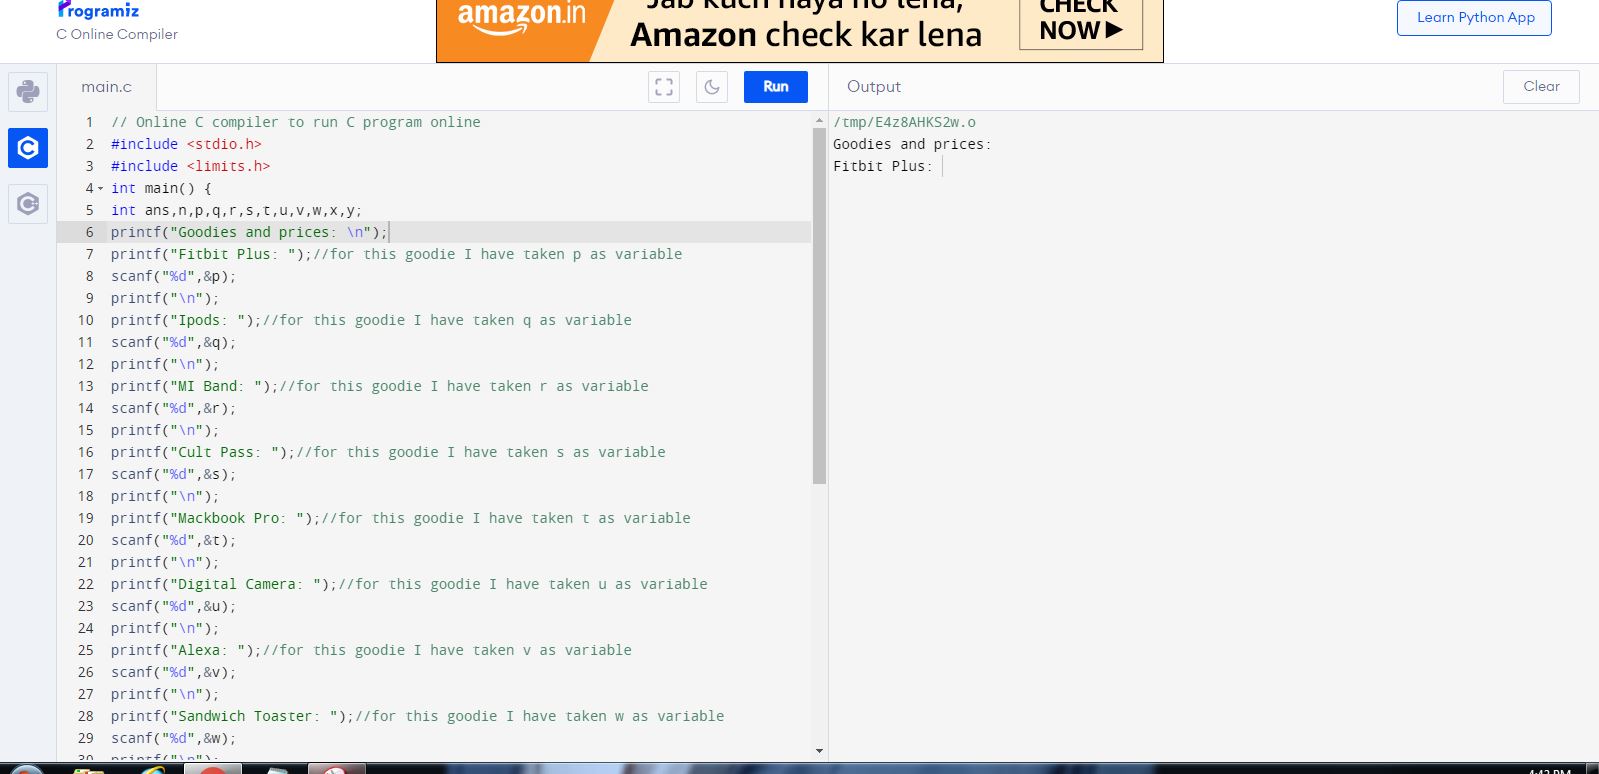 Programiz
C Online Compiler
amazon.in
Jab kuch naya ho lena,
Amazon check kar lena
CHECK
NOW
Learn Python App
main.c
Run
Output
Clear
1 // Online C compiler to run C program online
2 #include <stdio.h>
3 #include <limits.h>
4 int main() {
5 int ans,n,p,q,r,s,t,u,v,w,x,y;
6 printf("Goodies and prices: \n");
7 printf("Fitbit Plus: ");//for this goodie I have taken p as variable
8 scanf("%d",&p);
9 printf("\n");
10 printf("Ipods: ");//for this goodie I have taken q as variable
11 scanf("%d",&q);
12 printf("\n");
13 printf("MI Band: ");//for this goodie I have taken r as variable
14 scanf("%d",&r);
15 printf("\n");
16 printf("Cult Pass: ");//for this goodie I have taken s as variable
17 scanf("%d",&s);
18 printf("\n");
19 printf("Mackbook Pro: ");//for this goodie I have taken t as variable
20 scanf("%d",&t);
21 printf("\n");
22 printf("Digital Camera: ");//for this goodie I have taken u as variable
23 scanf("%d",&u);
24 printf("\n");
25 printf("Alexa: ");//for this goodie I have taken v as variable
26 scanf("%d",&v);
27 printf("\n");
28 printf("Sandwich Toaster: ");//for this goodie I have taken w as variable
29 scanf("%d",&w);
30 printf("\n");
/tmp/E4z8AHKS2w.o
Goodies and prices:
Fitbit Plus: